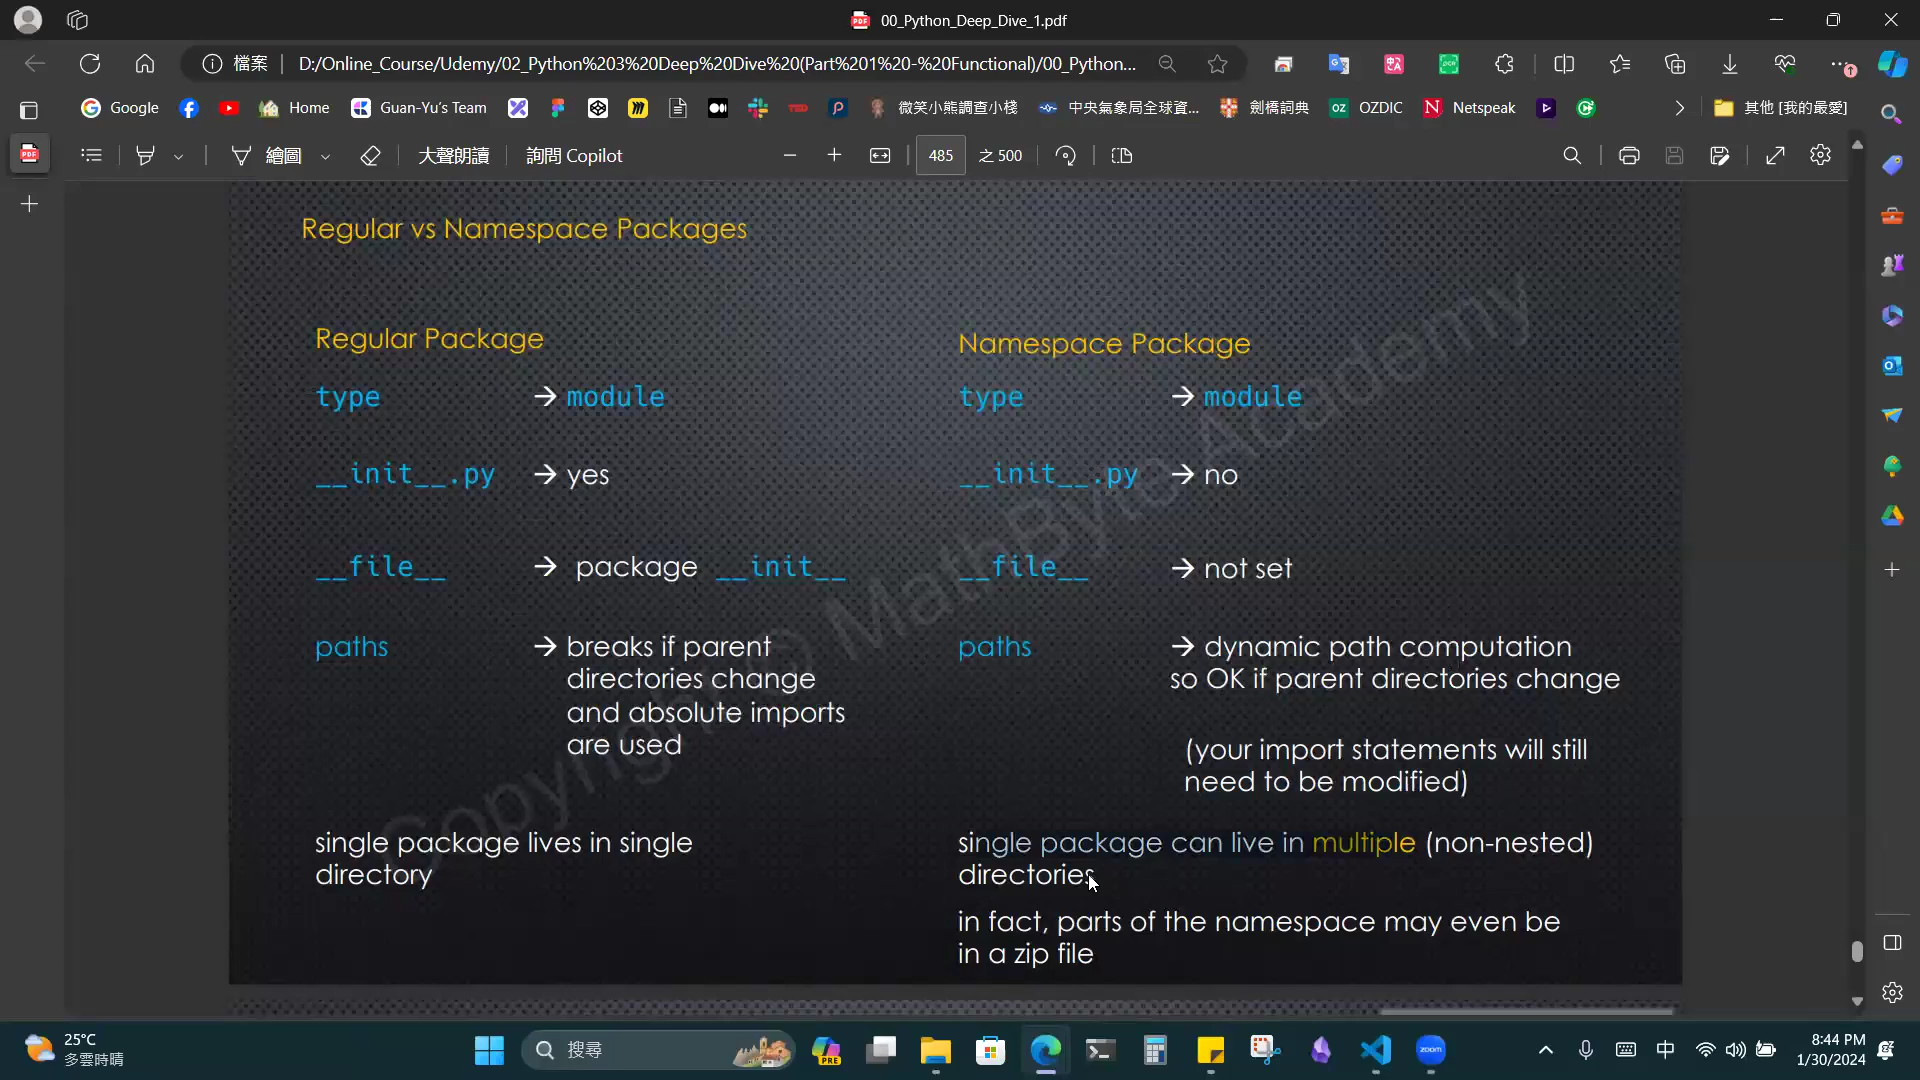 00_Python_Deep_Dive_1.pdf
檔案 D:/Online_Course/Udemy/02_Python%203%20Deep%20Dive%20(Part%201%20-%20Functional)/00_Python...
Google Home Guan-Yu's Team 微笑小熊調查小棧 中央氣象局全球資... 劍橋詞典 OZ OZDIC Netspeak 其他 [我的最愛]
繪圖 大聲朗讀 詢問 Copilot 485 之 500
Regular vs Namespace Packages
Regular Package
type → module
__init__.py → yes
__file__ → package __init__
paths → breaks if parent
directories change
and absolute imports
are used
single package lives in single
directory
Namespace Package
type → module
__init__.py → no
__file__ → not set
paths → dynamic path computation
so OK if parent directories change
(your import statements will still
need to be modified)
single package can live in multiple (non-nested)
directories
in fact, parts of the namespace may even be
in a zip file
Copyright © MathByte Academy
25°C
多雲時晴
搜尋
PRE
zoom
中
8:44 PM
1/30/2024